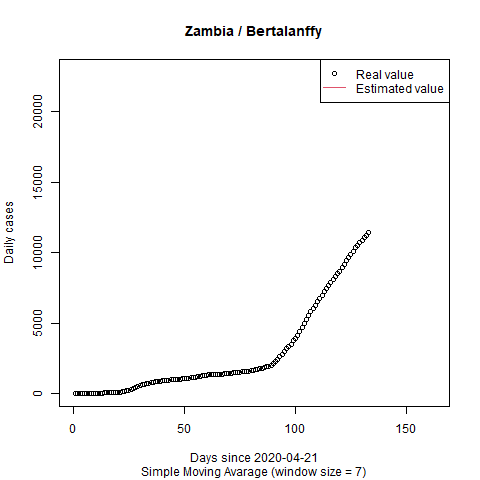 Zambia / Bertalanffy
Real value
Estimated value
Daily cases
0
5000
10000
15000
20000
0
50
100
150
Days since 2020-04-21
Simple Moving Avarage (window size = 7)